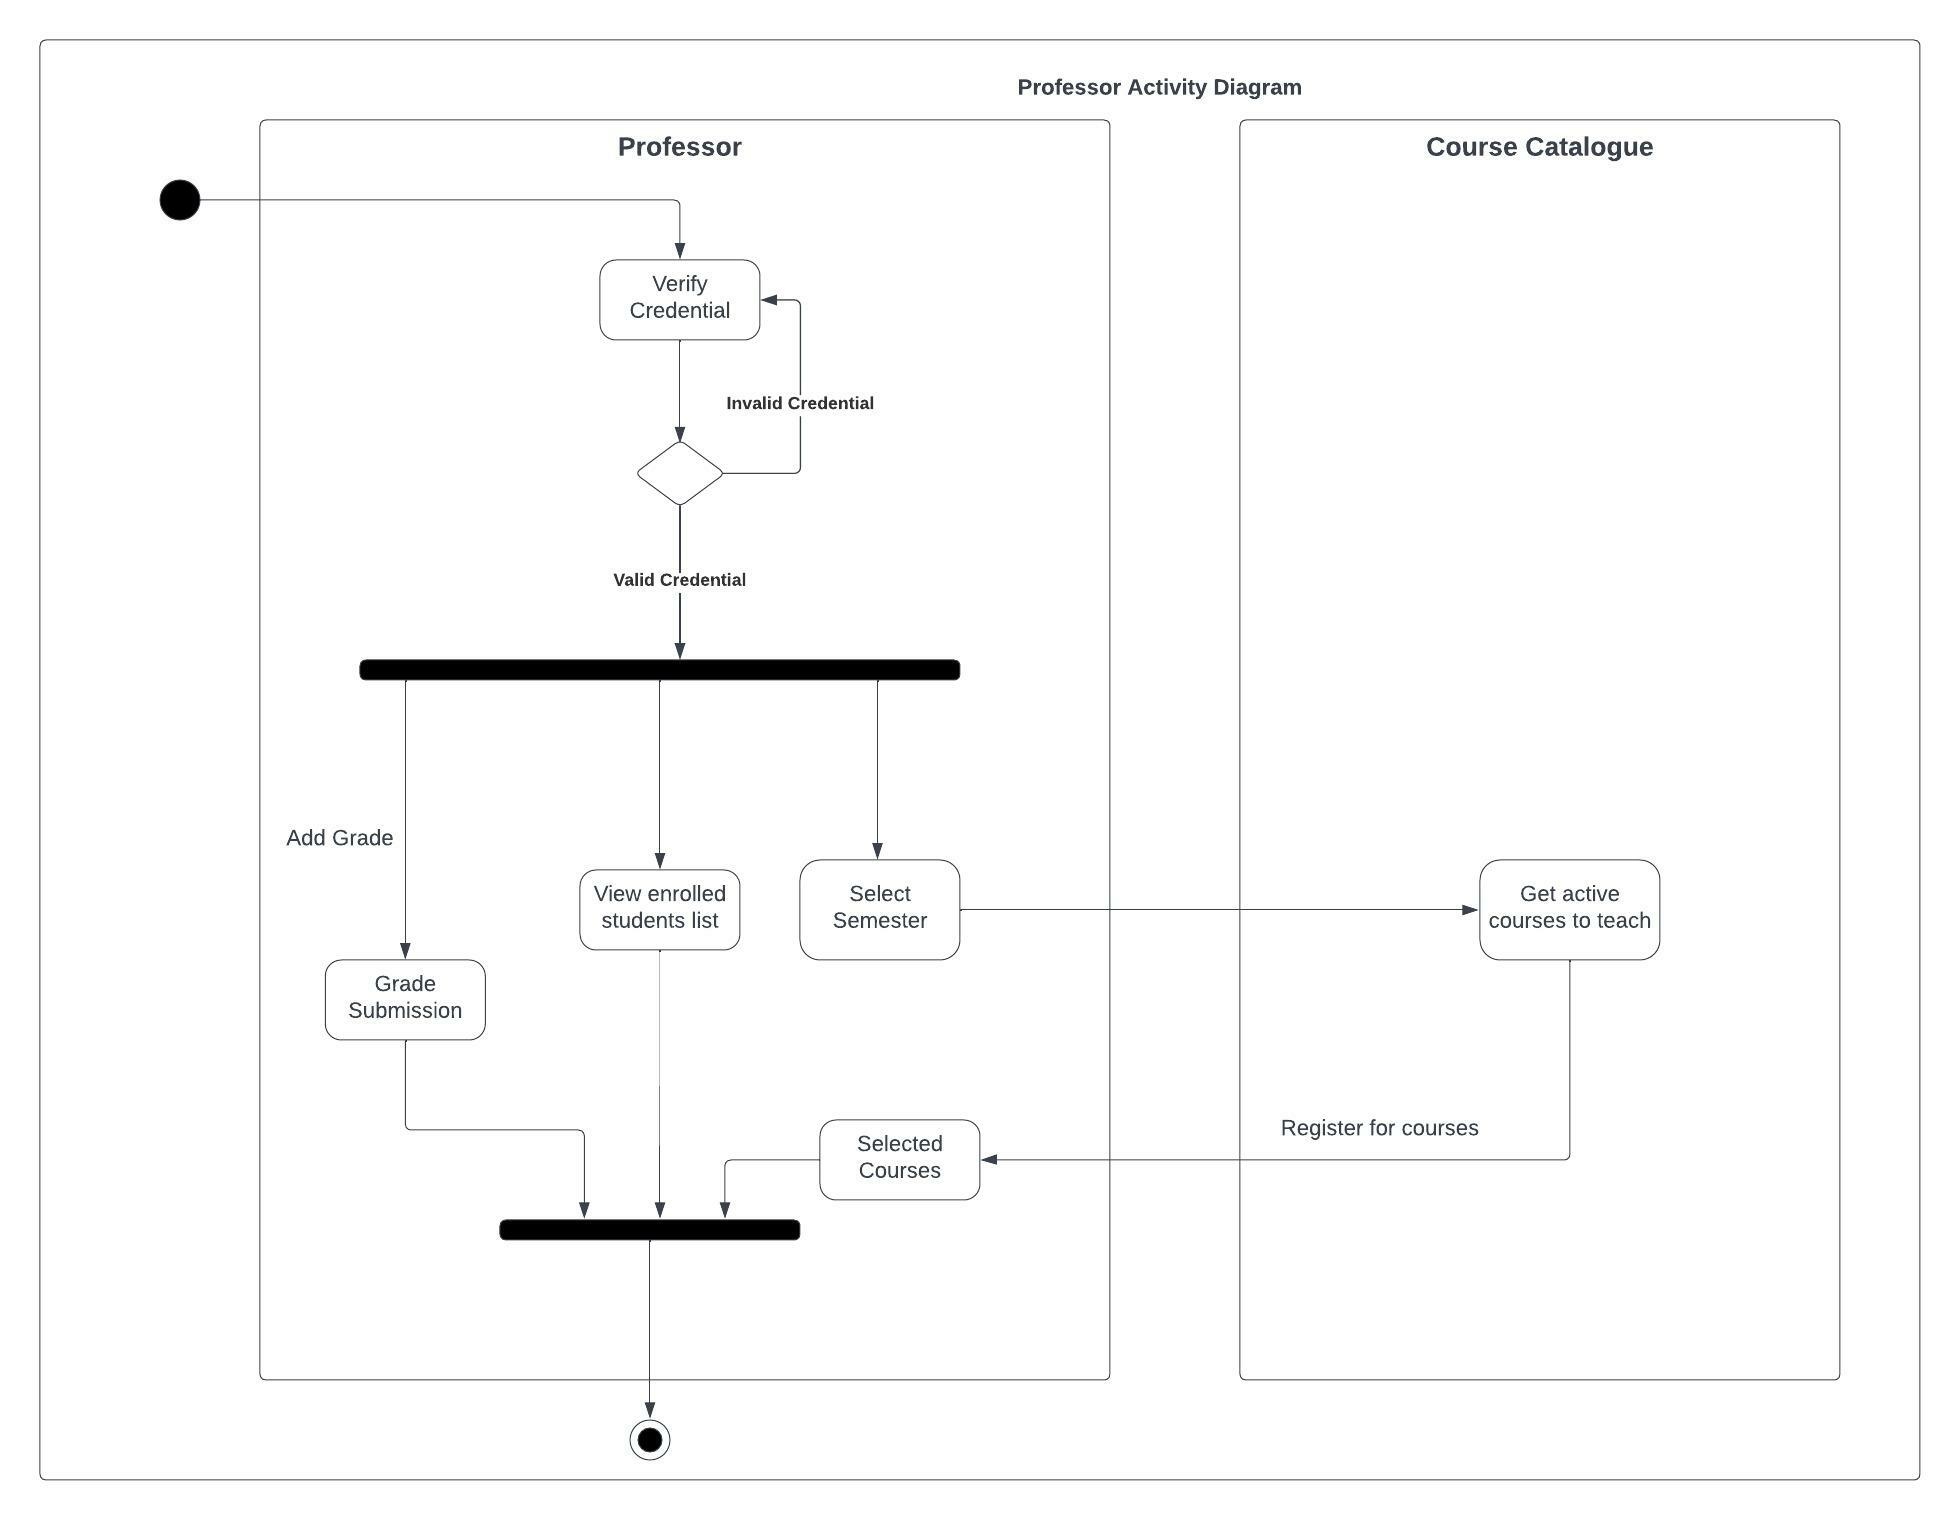 Professor Activity Diagram
Professor
Course Catalogue
Verify
Credential
Invalid Credential
Valid Credential
Add Grade
View enrolled
students list
Select
Semester
Get active
courses to teach
Grade
Submission
Register for courses
Selected
Courses